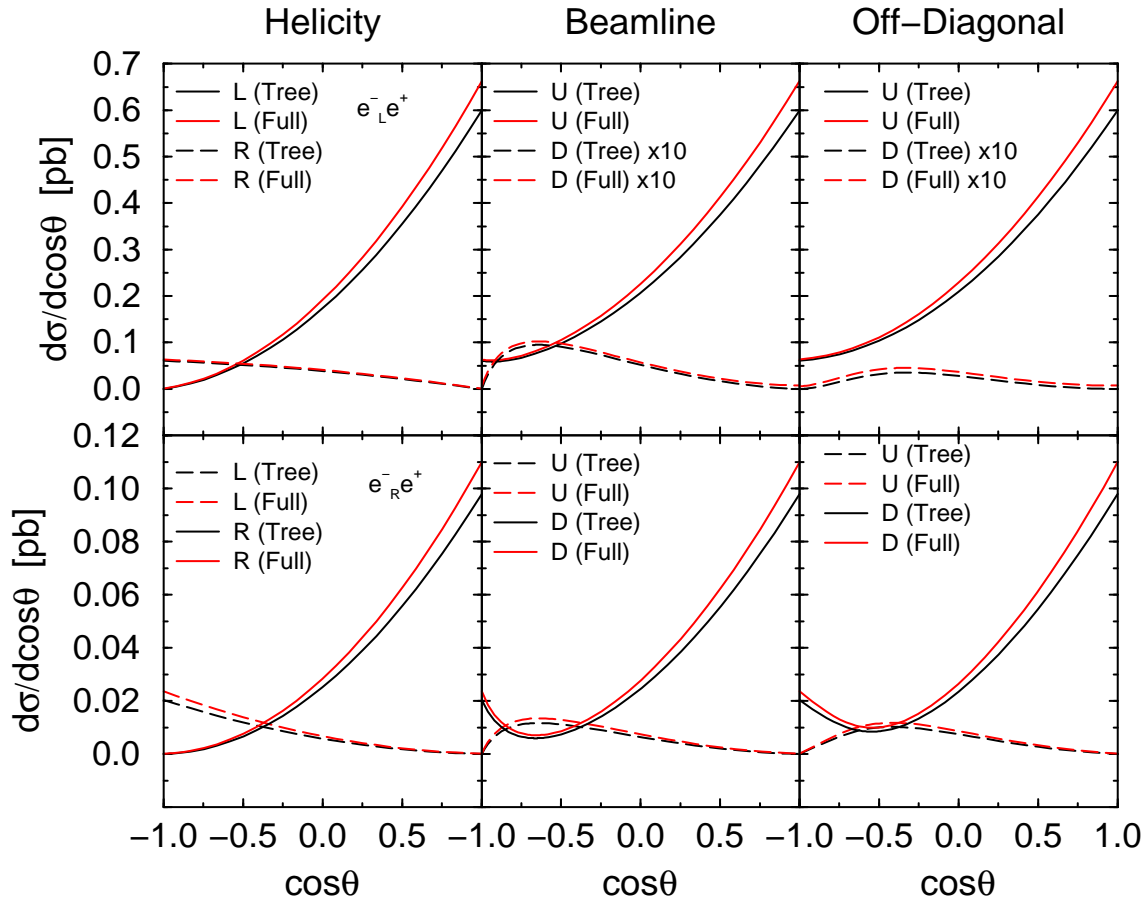 Helicity Beamline Off−Diagonal
0.7
0.6
0.5
0.4
0.3
0.2
0.1
0.0
dσ/dcosθ [pb]
L (Tree)
L (Full)
R (Tree)
R (Full)
e⁻Le⁺
U (Tree)
U (Full)
D (Tree) x10
D (Full) x10
U (Tree)
U (Full)
D (Tree) x10
D (Full) x10
0.12
0.10
0.08
0.06
0.04
0.02
0.00
dσ/dcosθ [pb]
L (Tree)
L (Full)
R (Tree)
R (Full)
e⁻Re⁺
U (Tree)
U (Full)
D (Tree)
D (Full)
U (Tree)
U (Full)
D (Tree)
D (Full)
−1.0 −0.5 0.0 0.5 −1.0 −0.5 0.0 0.5 −1.0 −0.5 0.0 0.5 1.0
cosθ cosθ cosθ